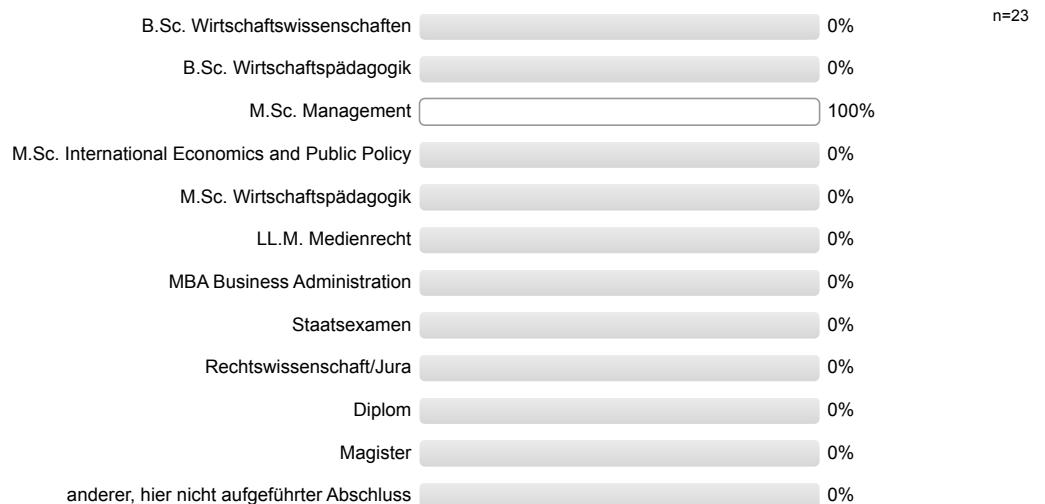 B.Sc. Wirtschaftswissenschaften 0% n=23
B.Sc. Wirtschaftspädagogik 0%
M.Sc. Management 100%
M.Sc. International Economics and Public Policy 0%
M.Sc. Wirtschaftspädagogik 0%
LL.M. Medienrecht 0%
MBA Business Administration 0%
Staatsexamen 0%
Rechtswissenschaft/Jura 0%
Diplom 0%
Magister 0%
anderer, hier nicht aufgeführter Abschluss 0%